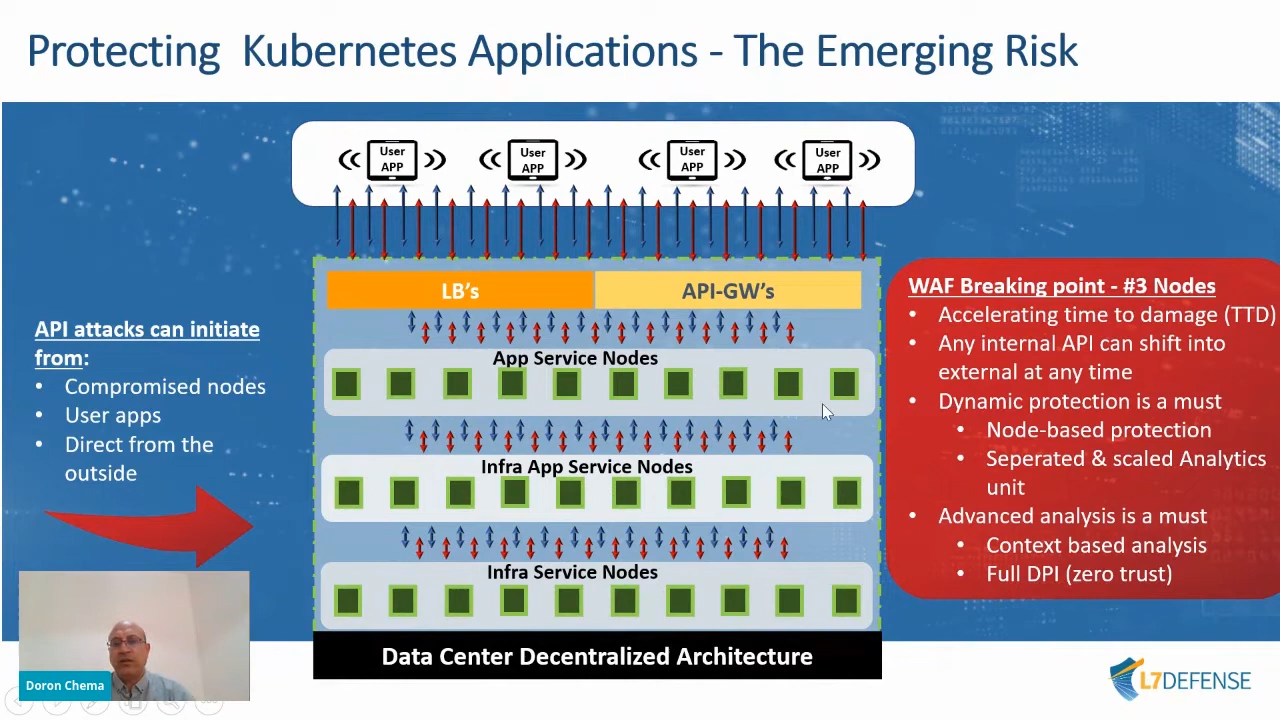 Protecting  Kubernetes Applications - The Emerging Risk
User APP
User APP
User APP
User APP
LB's
API-GW's
App Service Nodes
Infra App Service Nodes
Infra Service Nodes
Data Center Decentralized Architecture
API attacks can initiate
from:
• Compromised nodes
• User apps
• Direct from the
outside
WAF Breaking point - #3 Nodes
• Accelerating time to damage (TTD)
• Any internal API can shift into
external at any time
• Dynamic protection is a must
• Node-based protection
• Seperated & scaled Analytics
unit
• Advanced analysis is a must
• Context based analysis
• Full DPI (zero trust)
Doron Chema
L7DEFENSE